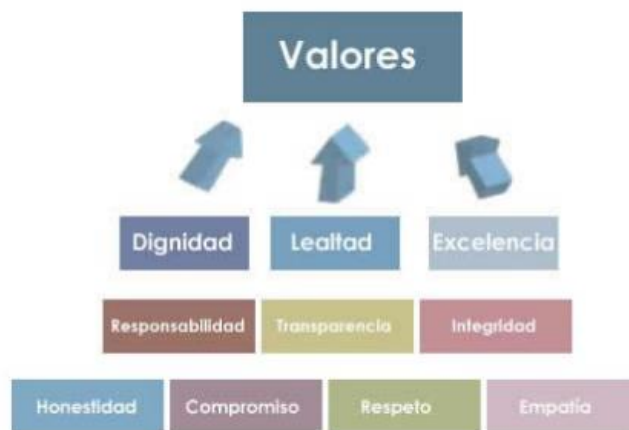 Valores
Dignidad Lealtad Excelencia
Responsabilidad Transparencia Integridad
Honestidad Compromiso Respeto Empatía